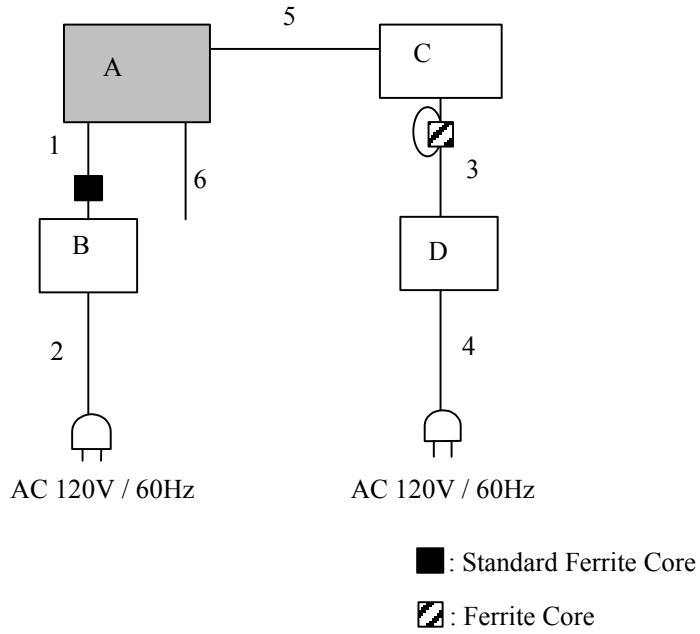 5
A
C
1
6
3
B
D
2
4
AC 120V / 60Hz
AC 120V / 60Hz
: Standard Ferrite Core
: Ferrite Core